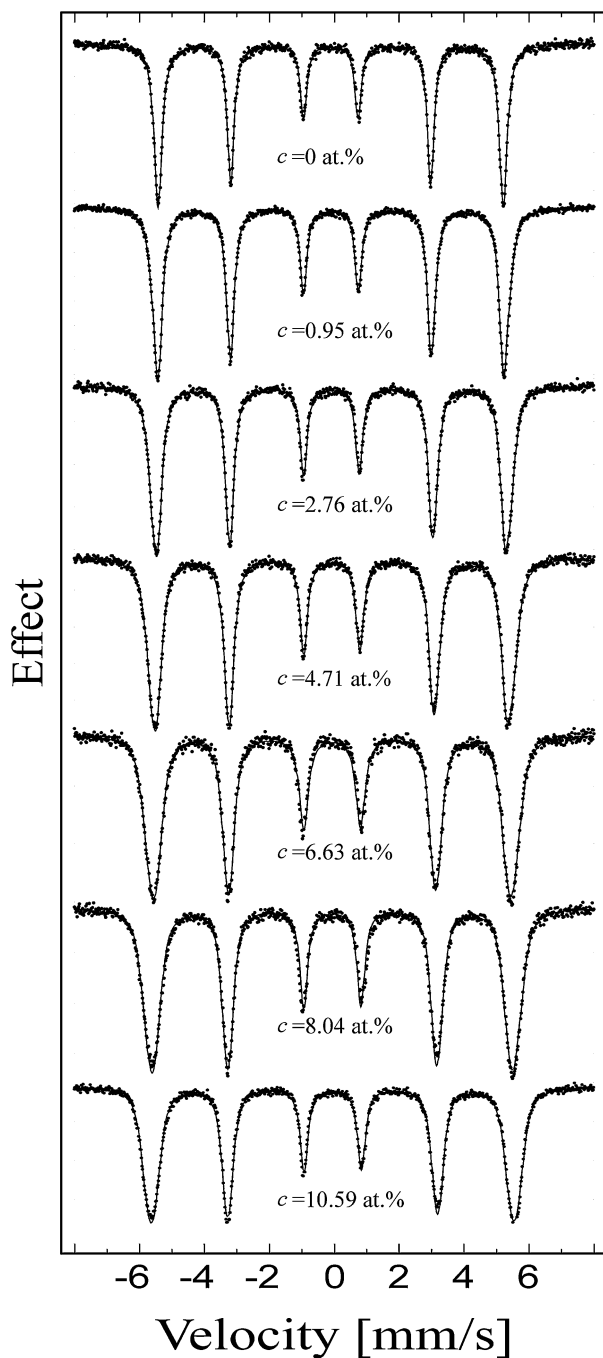 c=0 at.%
c=0.95 at.%
c=2.76 at.%
c=4.71 at.%
c=6.63 at.%
c=8.04 at.%
c=10.59 at.%
Effect
-6 -4 -2 0 2 4 6
Velocity [mm/s]